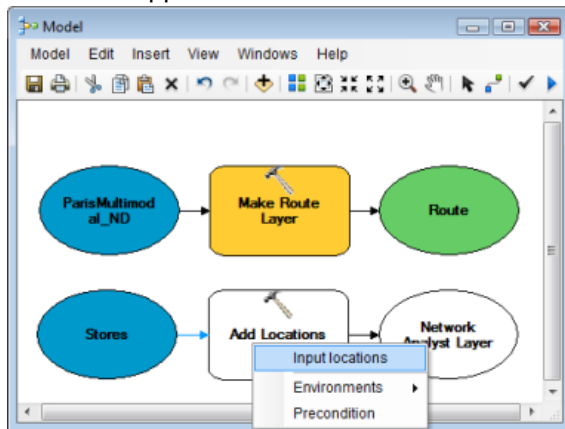 Model
Model Edit Insert View Windows Help
ParisMultimod
al_ND
Make Route
Layer
Route
Stores
Add Locations
Network
Analyst Layer
Input locations
Environments
Precondition